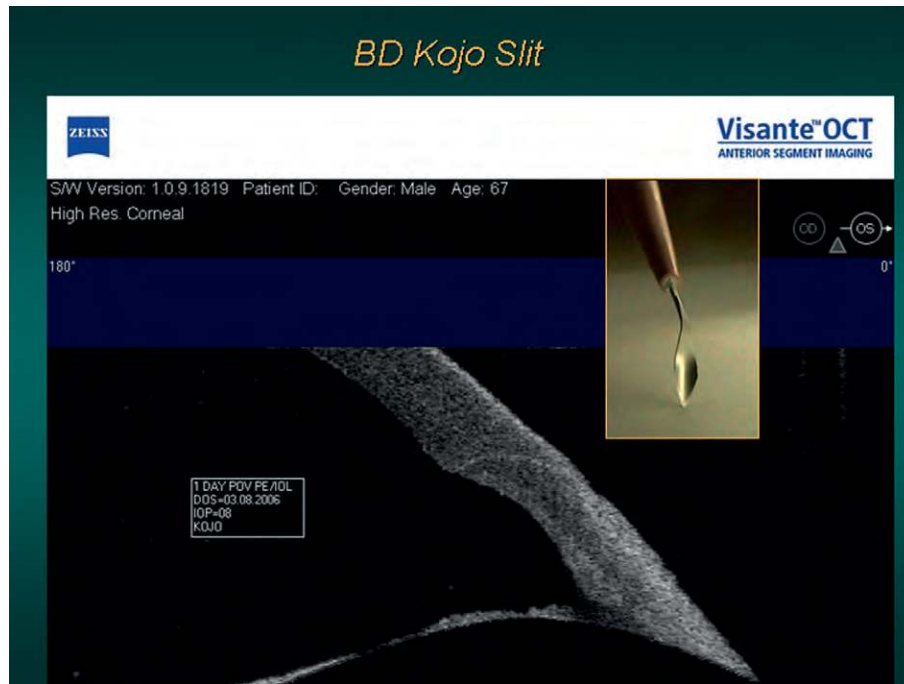 BD Kojo Slit
ZEISS
Visante™ OCT
ANTERIOR SEGMENT IMAGING
S/W Version: 1.0.9.1819 Patient ID: Gender: Male Age: 67
High Res. Corneal
OD OS
180° 0°
1 DAY POV PE/IOL
DOS=03.08.2006
IOP=08
KOJO